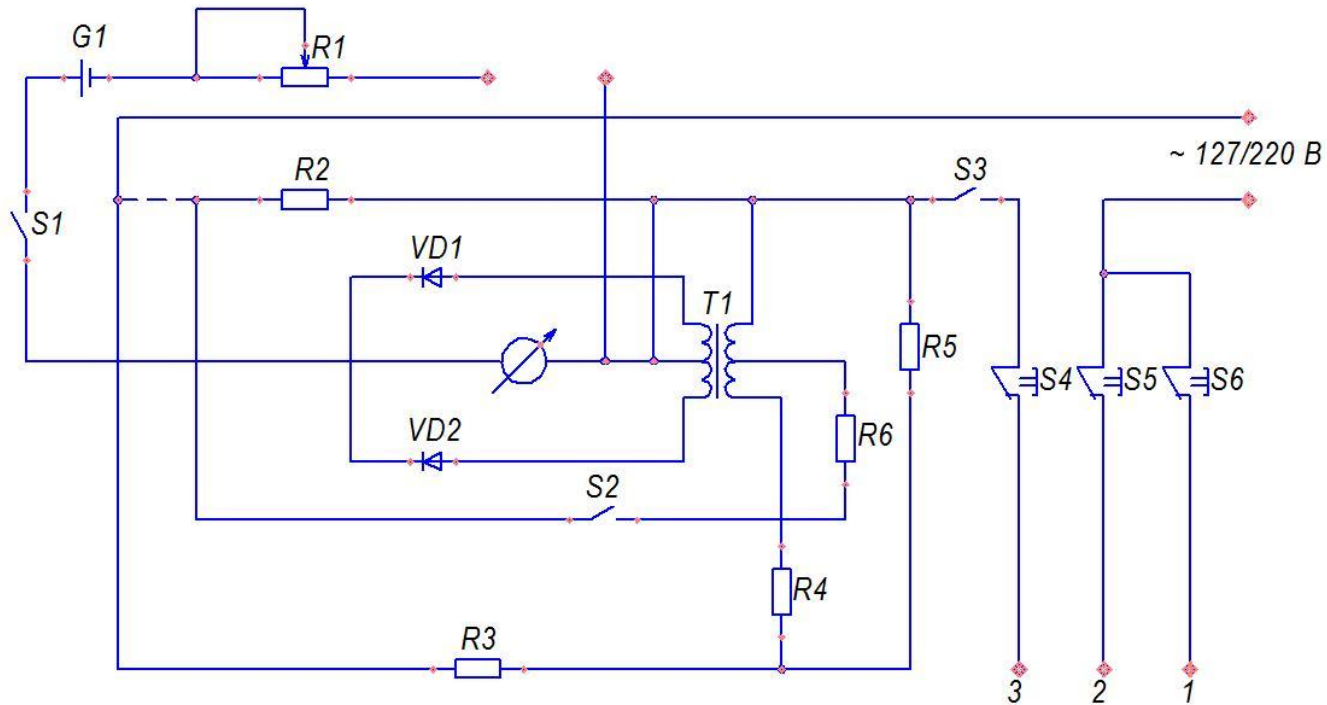 G1
R1
~ 127/220 В
R2
S3
S1
VD1
T1
R5
S4
S5
S6
VD2
R6
S2
R4
R3
3
2
1